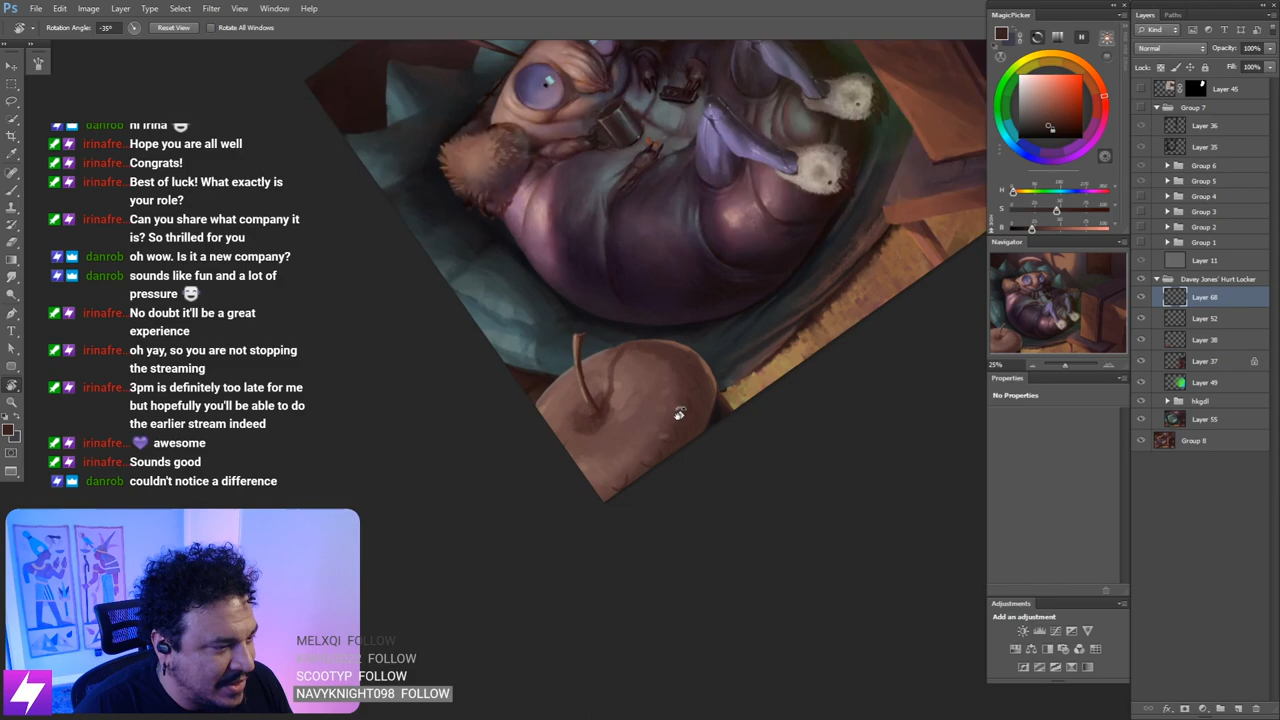 Ps File Edit Image Layer Type Select Filter View Window Help
Rotation Angle: -35° Reset View Rotate All Windows
danrob hi irina
irinafre.. Hope you are all well
irinafre.. Congrats!
irinafre.. Best of luck! What exactly is
your role?
irinafre.. Can you share what company it
is? So thrilled for you
danrob oh wow. Is it a new company?
danrob sounds like fun and a lot of
pressure
irinafre.. No doubt it'll be a great
experience
irinafre.. oh yay, so you are not stopping
the streaming
irinafre.. 3pm is definitely too late for me
but hopefully you'll be able to do
the earlier stream indeed
irinafre.. awesome
irinafre.. Sounds good
danrob couldn't notice a difference
MELXQI FOLLOW
FOLLOW
SCOOTYP FOLLOW
NAVYKNIGHT098 FOLLOW
MagicPicker
H
H
S
B
Navigator
25%
Properties
No Properties
Adjustments
Add an adjustment
Layers Paths
Kind
Normal Opacity: 100%
Lock: Fill: 100%
Layer 45
Group 7
Layer 36
Layer 35
Group 6
Group 5
Group 4
Group 3
Group 2
Group 1
Layer 11
Davey Jones' Hurt Locker
Layer 68
Layer 52
Layer 38
Layer 37
Layer 49
hkgdl
Layer 55
Group 8
fx